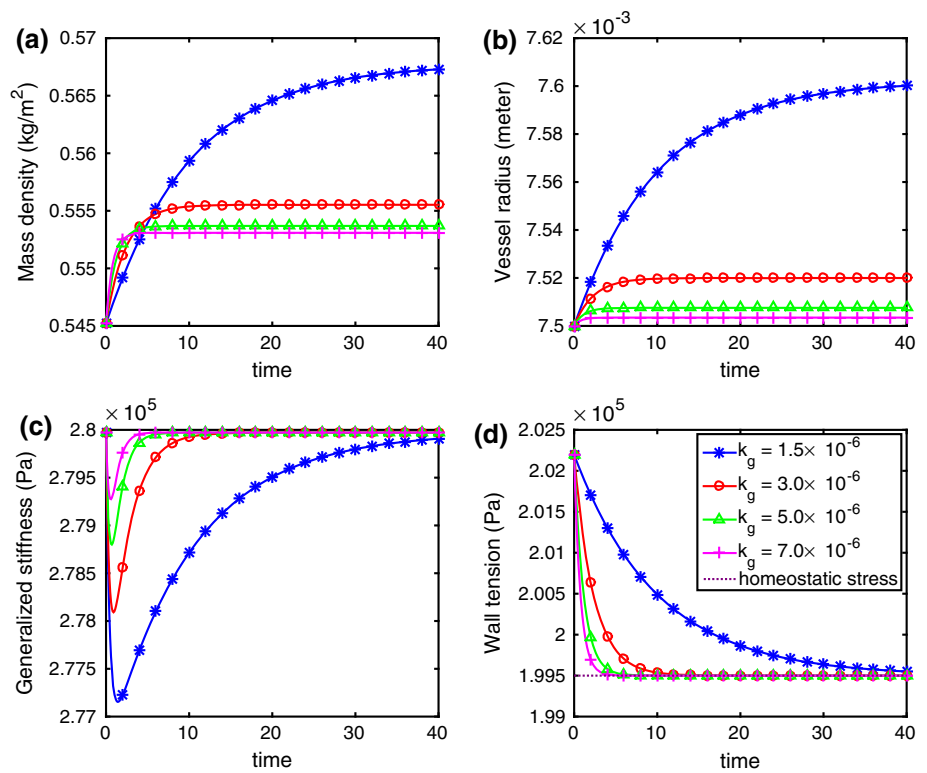 (a)
0.57
0.565
0.56
0.555
0.55
0.545
Mass density (kg/m²)
0 10 20 30 40
time
(b)
× 10⁻³
7.62
7.6
7.58
7.56
7.54
7.52
7.5
Vessel radius (meter)
0 10 20 30 40
time
(c)
× 10⁵
2.8
2.795
2.79
2.785
2.78
2.775
2.77
Generalized stiffness (Pa)
0 10 20 30 40
time
(d)
× 10⁵
2.025
2.02
2.015
2.01
2.005
2
1.995
1.99
Wall tension (Pa)
k_g = 1.5× 10⁻⁶
k_g = 3.0× 10⁻⁶
k_g = 5.0× 10⁻⁶
k_g = 7.0× 10⁻⁶
homeostatic stress
0 10 20 30 40
time